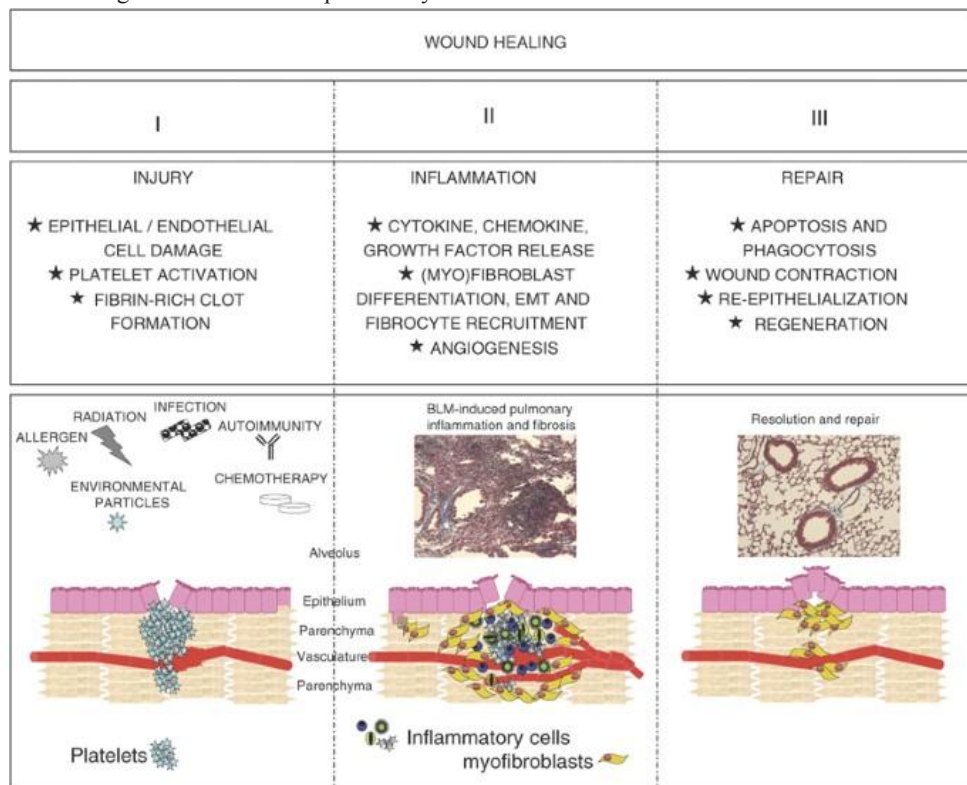 WOUND HEALING
I
II
III
INJURY
★ EPITHELIAL / ENDOTHELIAL
CELL DAMAGE
★ PLATELET ACTIVATION
★ FIBRIN-RICH CLOT
FORMATION
INFLAMMATION
★ CYTOKINE, CHEMOKINE,
GROWTH FACTOR RELEASE
★ (MYO)FIBROBLAST
DIFFERENTIATION, EMT AND
FIBROCYTE RECRUITMENT
★ ANGIOGENESIS
REPAIR
★ APOPTOSIS AND
PHAGOCYTOSIS
★ WOUND CONTRACTION
★ RE-EPITHELIALIZATION
★ REGENERATION
ALLERGEN
RADIATION
INFECTION
AUTOIMMUNITY
ENVIRONMENTAL
PARTICLES
CHEMOTHERAPY
BLM-induced pulmonary
inflammation and fibrosis
Resolution and repair
Alveolus
Epithelium
Parenchyma
Vasculature
Parenchyma
Platelets
Inflammatory cells
myofibroblasts